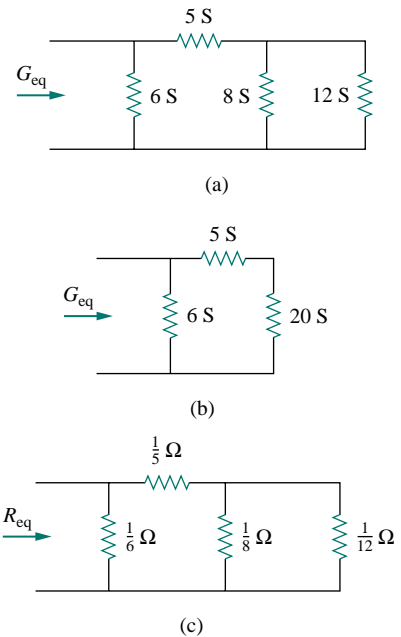 5 S
G_eq
6 S 8 S 12 S
(a)
5 S
G_eq
6 S 20 S
(b)
1/5 Ω
R_eq
1/6 Ω 1/8 Ω 1/12 Ω
(c)